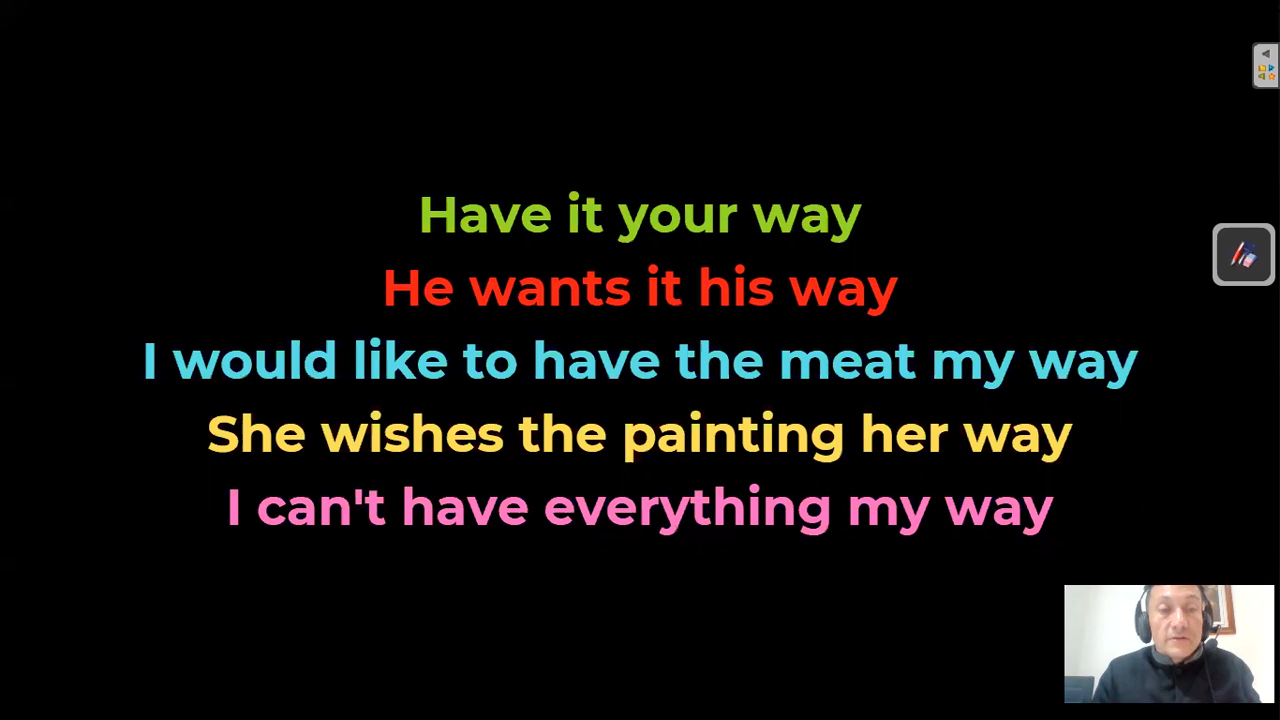 Have it your way
He wants it his way
I would like to have the meat my way
She wishes the painting her way
I can't have everything my way